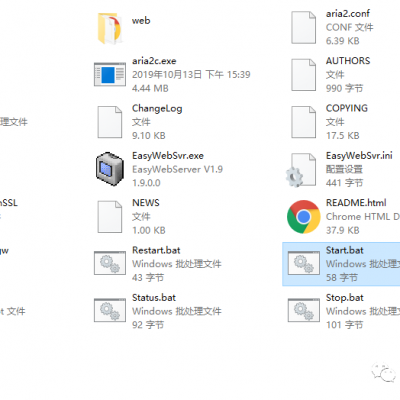 web
aria2.conf
CONF 文件
6.39 KB
aria2c.exe
2019年10月13日 下午 15:39
4.44 MB
AUTHORS
文件
990 字节
理文件
ChangeLog
文件
9.10 KB
COPYING
文件
17.5 KB
EasyWebSvr.exe
EasyWebServer V1.9
1.9.0.0
EasyWebSvr.ini
配置设置
441 字节
nSSL
NEWS
文件
1.00 KB
README.html
Chrome HTML D
37.9 KB
Restart.bat
Windows 批处理文件
43 字节
Start.bat
Windows 批处理文
58 字节
文件
Status.bat
Windows 批处理文件
92 字节
Stop.bat
Windows 批处理文
101 字节